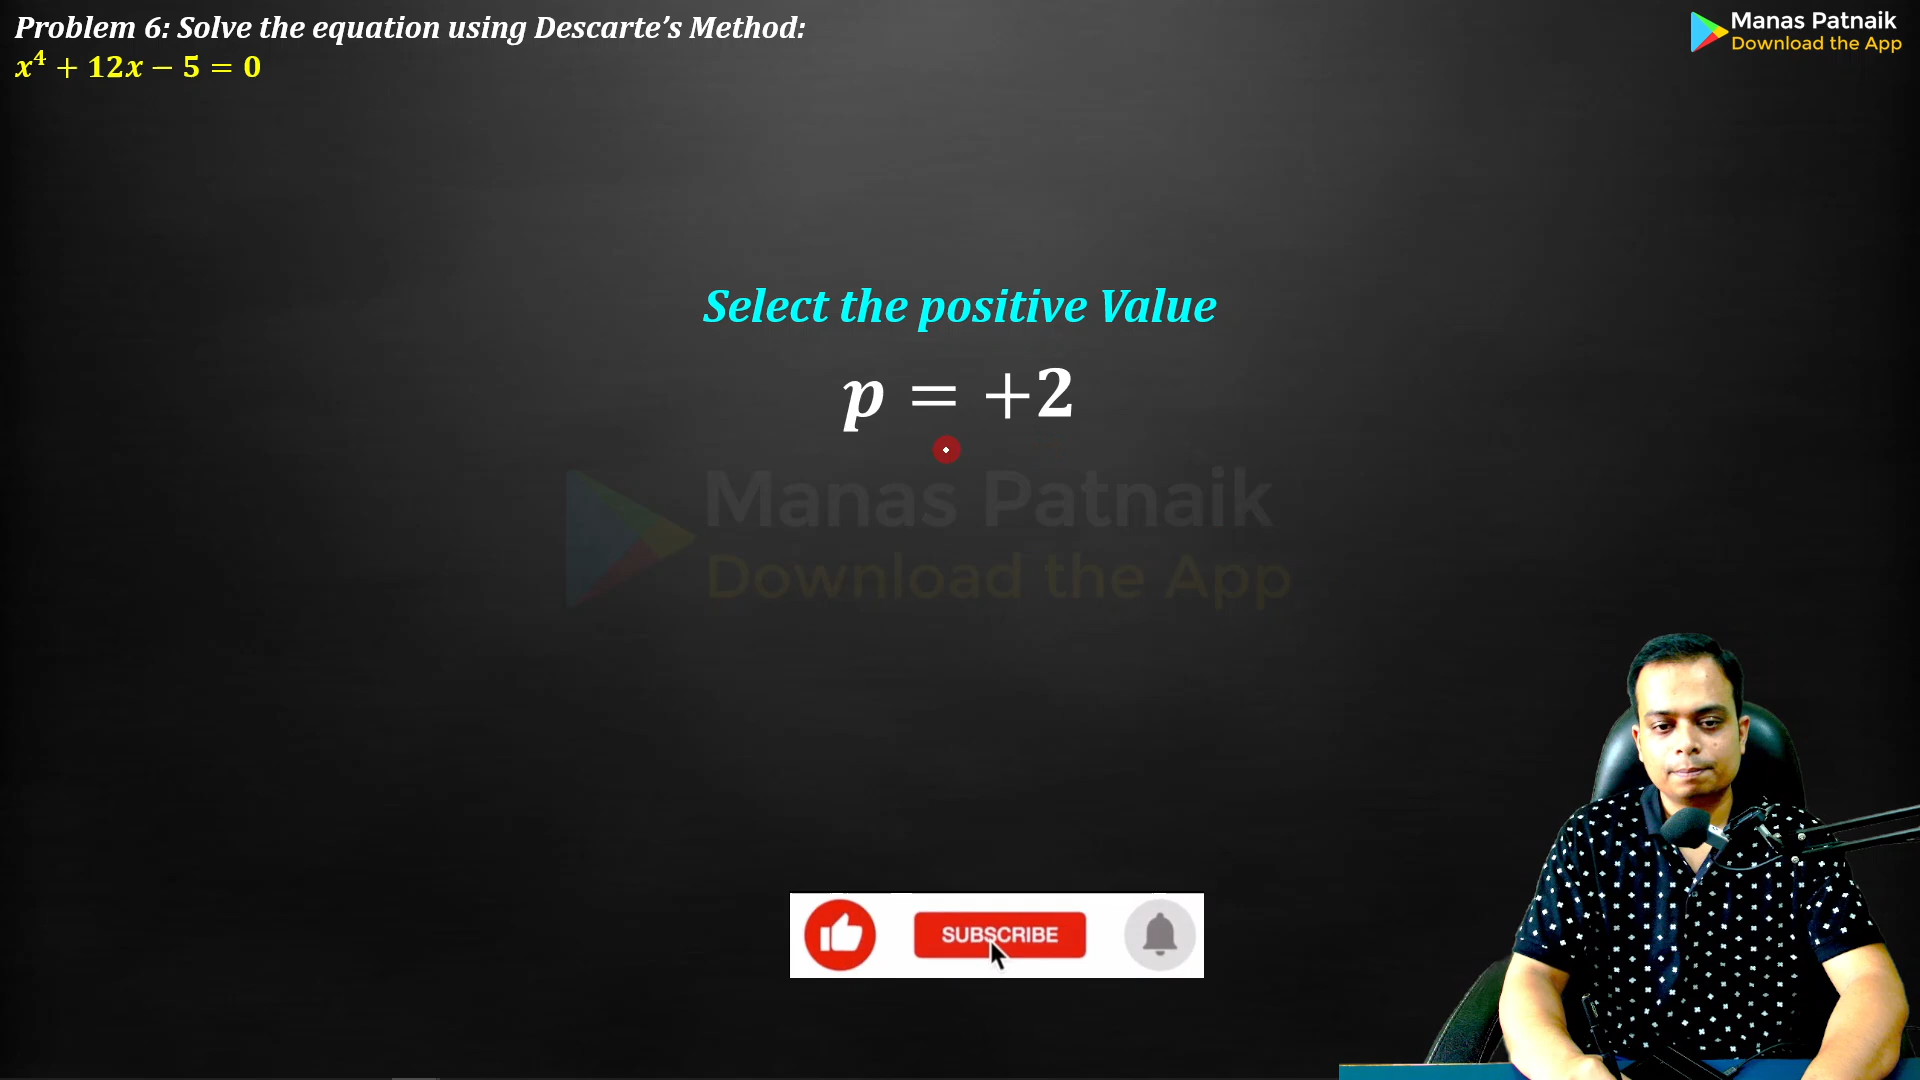 Problem 6: Solve the equation using Descarte’s Method:
x⁴ + 12x − 5 = 0
Manas Patnaik
Download the App
Select the positive Value
p = +2
Manas Patnaik
Download the App
SUBSCRIBE